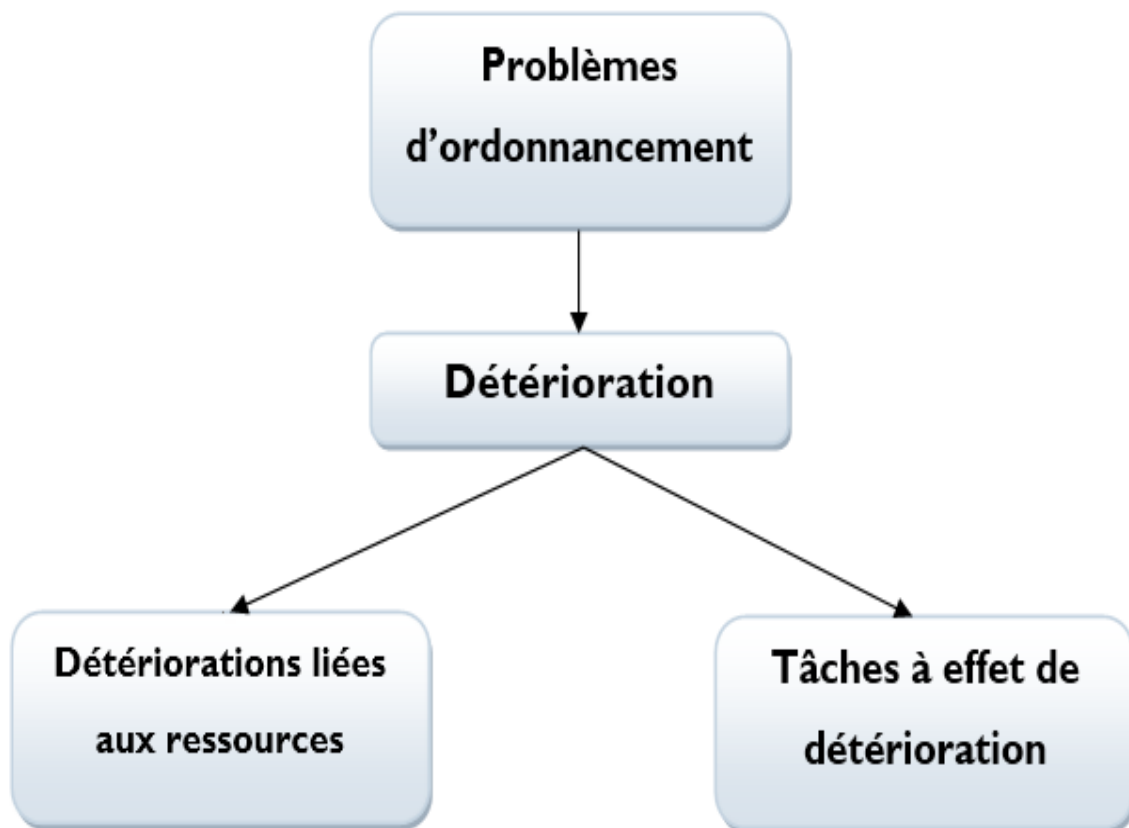 Problèmes
d'ordonnancement
Détérioration
Détériorations liées
aux ressources
Tâches à effet de
détérioration